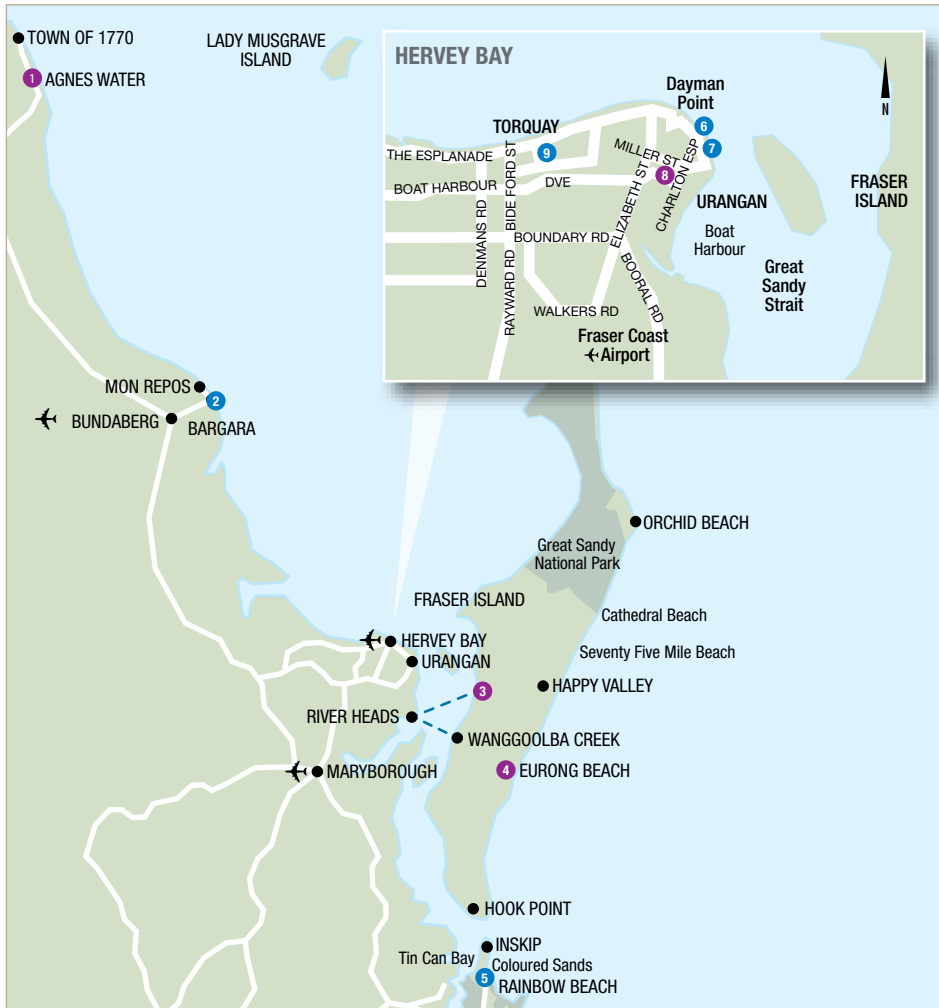 TOWN OF 1770
1 AGNES WATER
LADY MUSGRAVE
ISLAND
HERVEY BAY
N
Dayman
Point
6
7
TORQUAY
9
THE ESPLANADE
MILLER ST
8
CHARLTON ESP
BOAT HARBOUR DVE
BIDE FORD ST
ELIZABETH ST
URANGAN
Boat
Harbour
FRASER
ISLAND
DENMANS RD
BOUNDARY RD
RAYWARD RD
BOORAL RD
WALKERS RD
Great
Sandy
Strait
Fraser Coast
Airport
MON REPOS
2
BUNDABERG
BARGARA
ORCHID BEACH
Great Sandy
National Park
FRASER ISLAND
Cathedral Beach
HERVEY BAY
URANGAN
Seventy Five Mile Beach
3
HAPPY VALLEY
RIVER HEADS
WANGGOOLBA CREEK
MARYBOROUGH
4 EURONG BEACH
HOOK POINT
INSKIP
Tin Can Bay
Coloured Sands
5
RAINBOW BEACH